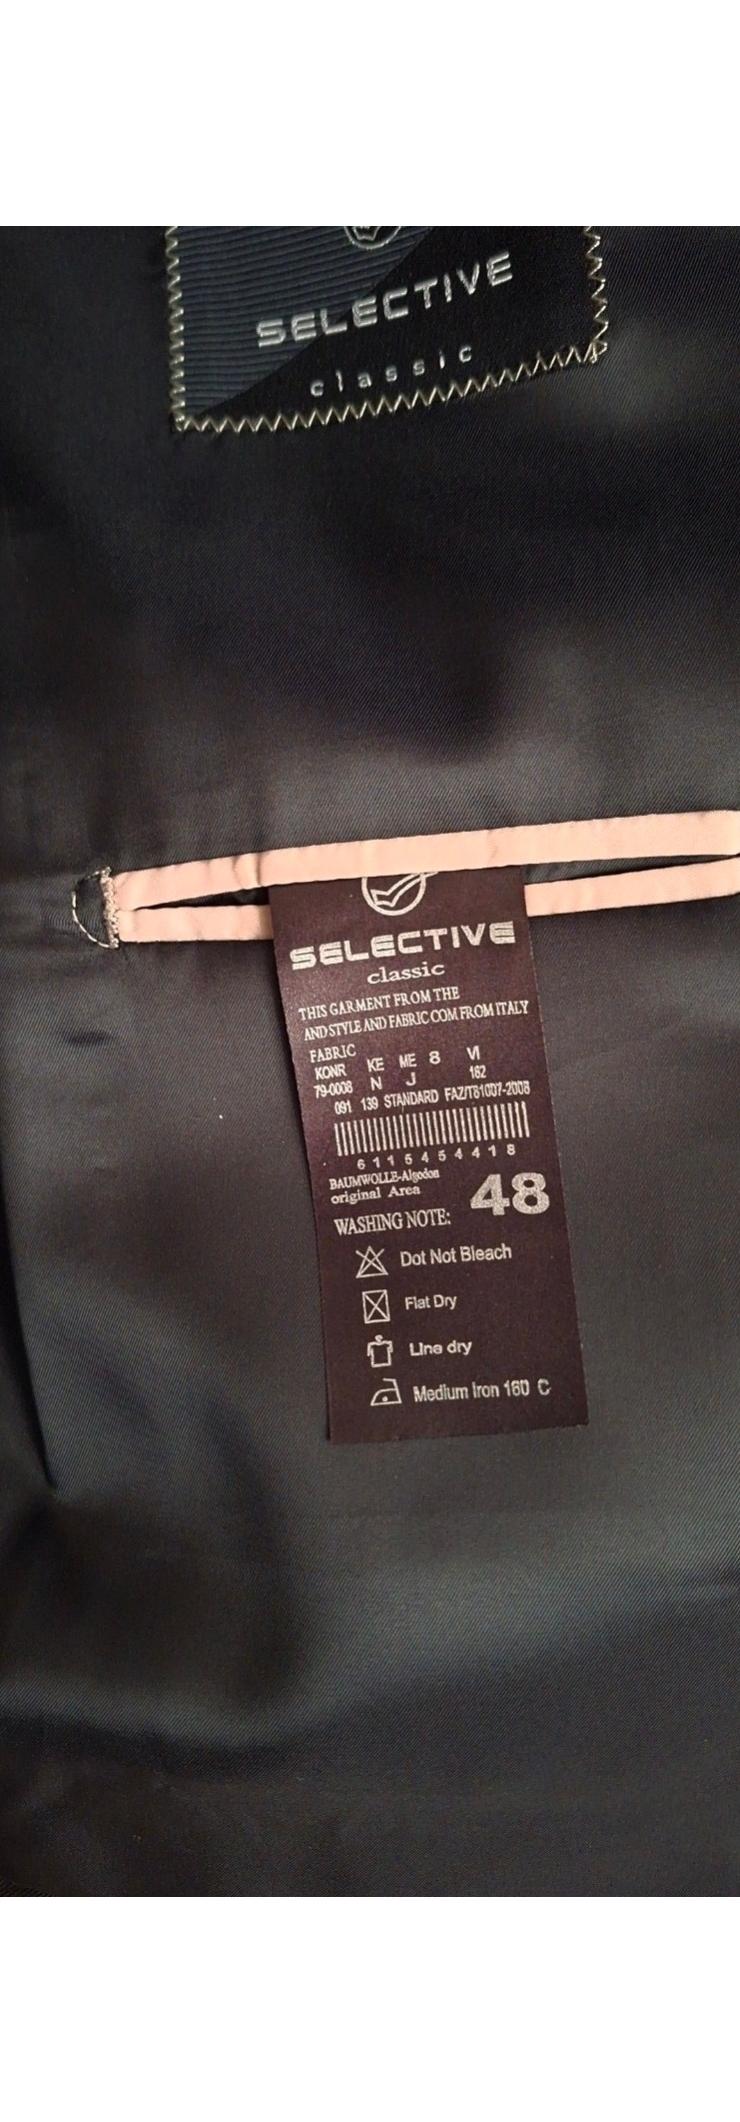 SELECTIVE
classic
SELECTIVE
classic
THIS GARMENT FROM THE
AND STYLE AND FABRIC COM.FROM ITALY
FABRIC
KONR KE ME 8 VI
79-0008 N J 162
091 139 STANDARD FAZ/T81007-2008
6 1 1 5 4 5 4 4 1 8
BAUMWOLLE-Algodon
original Area
48
WASHING NOTE:
Dot Not Bleach
Flat Dry
Line dry
Medium Iron 160 C